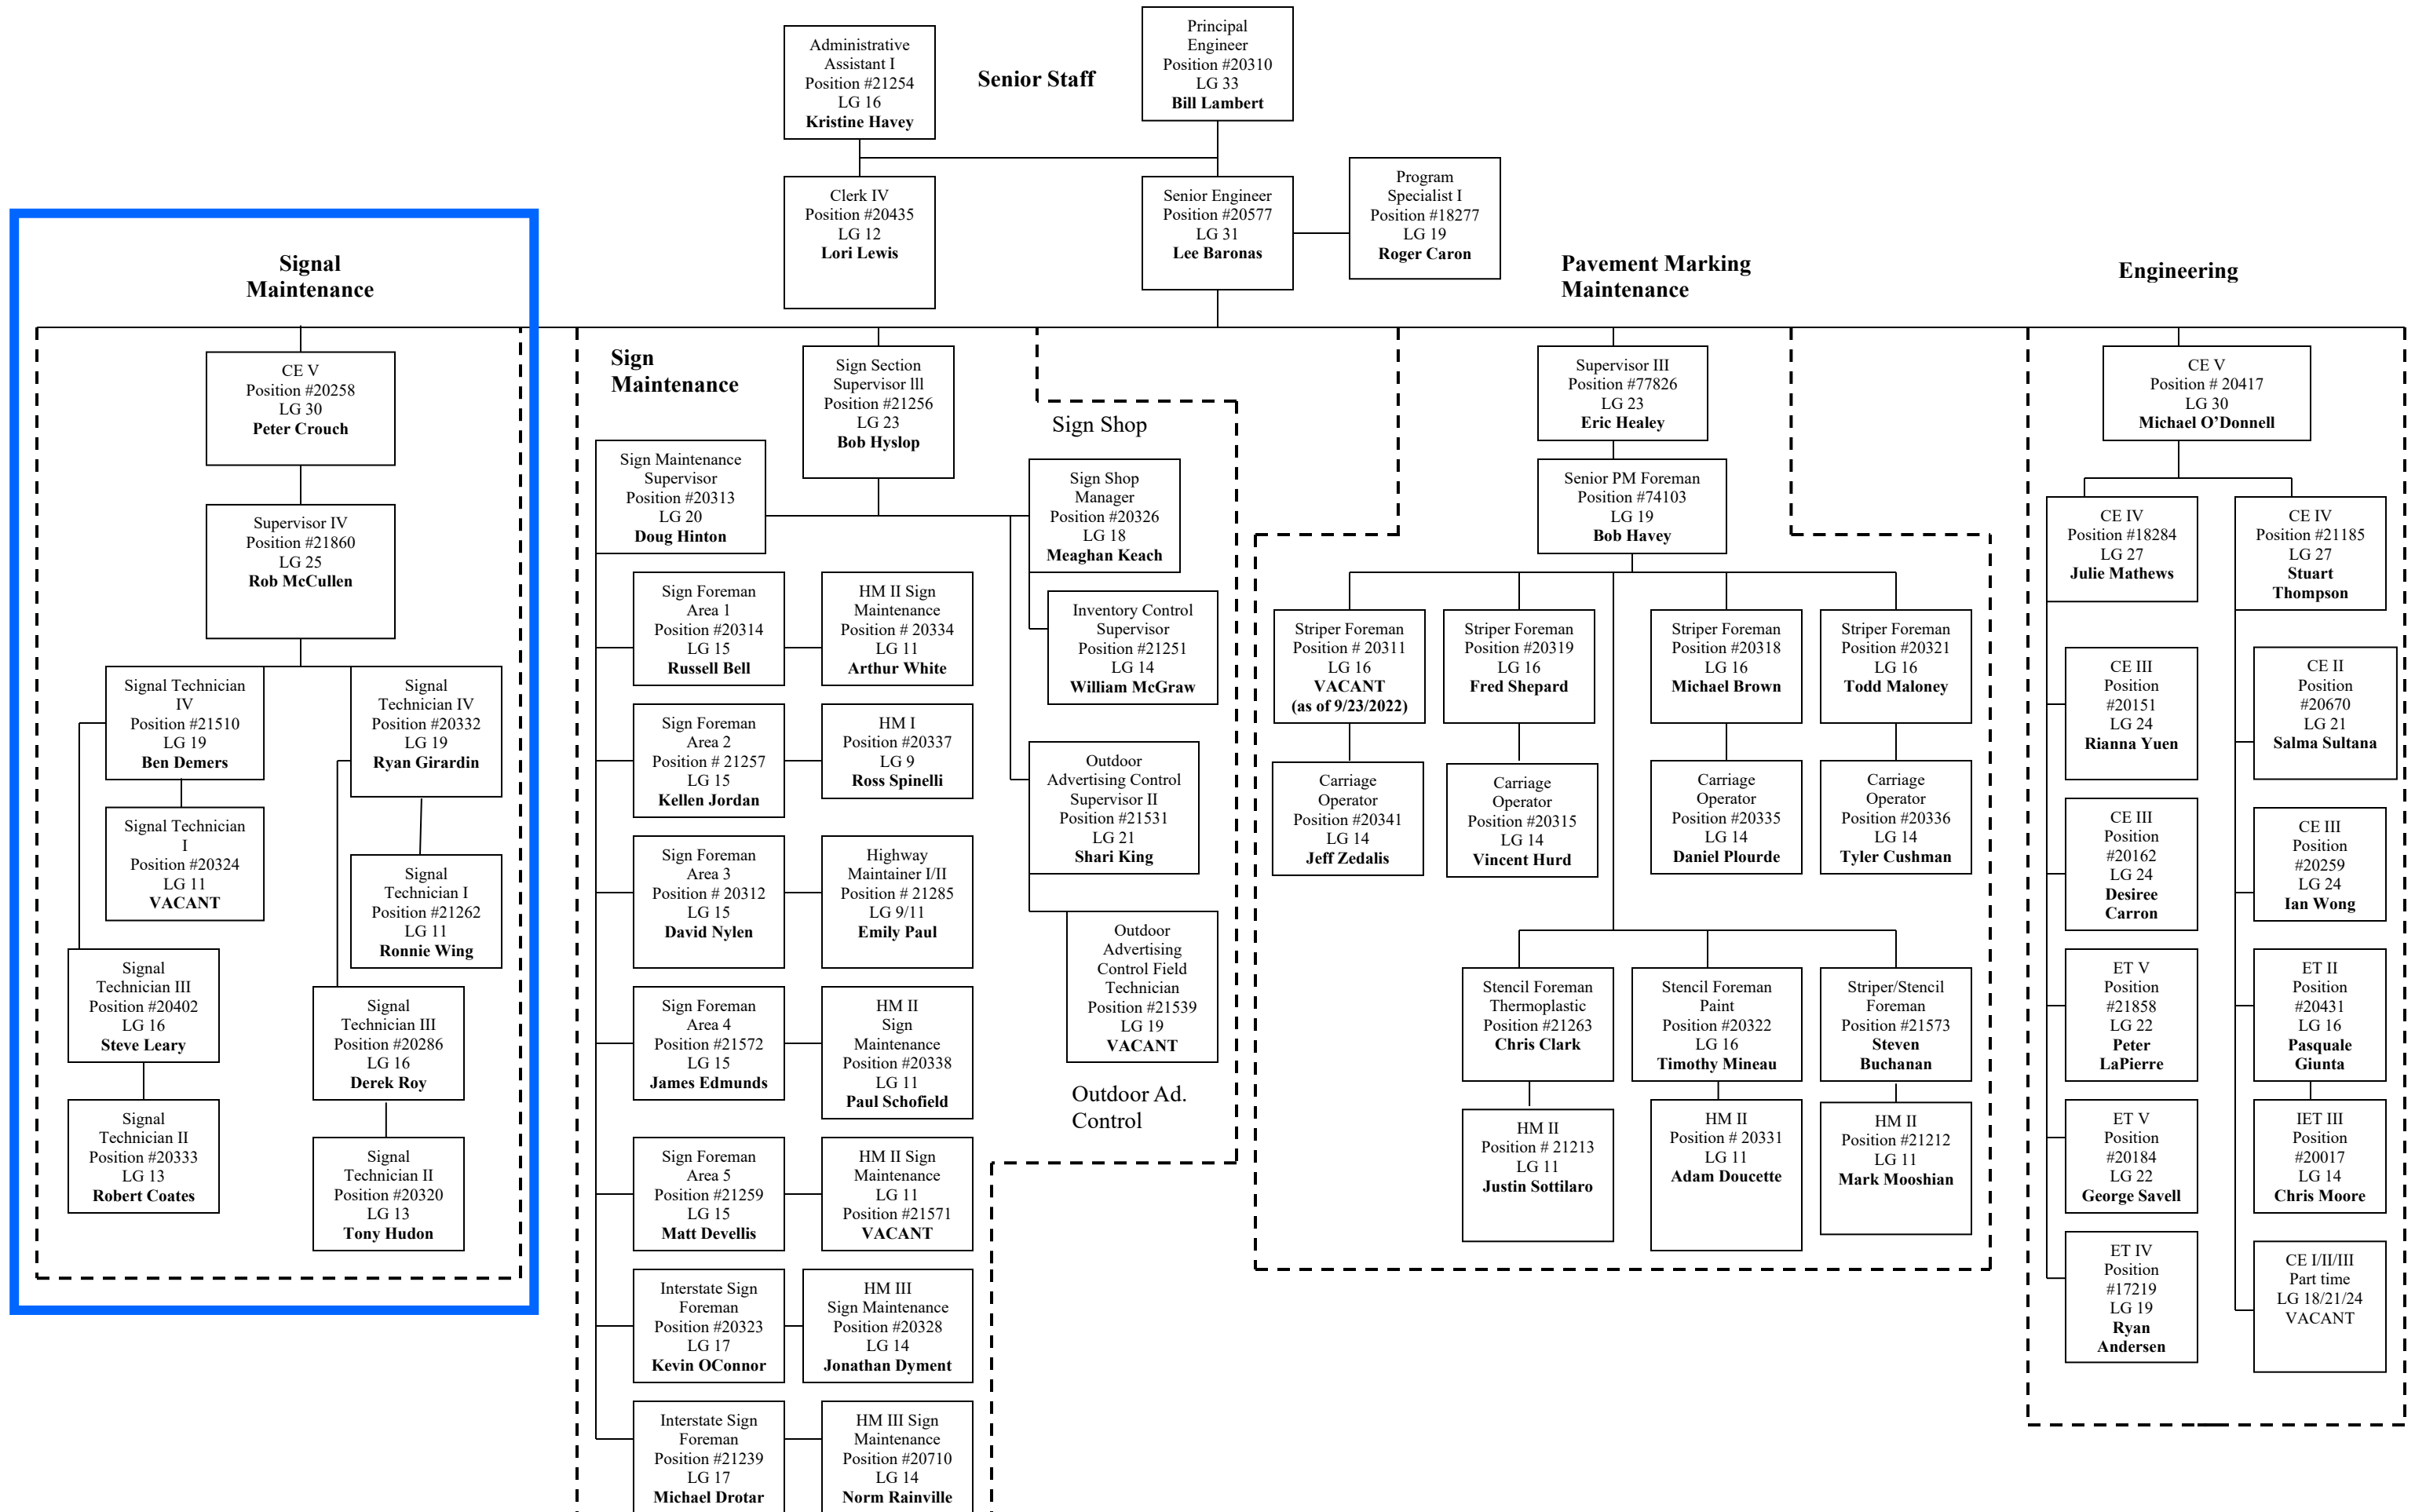 Administrative
Assistant I
Position #21254
LG 16
Kristine Havey
Senior Staff
Principal
Engineer
Position #20310
LG 33
Bill Lambert
Clerk IV
Position #20435
LG 12
Lori Lewis
Senior Engineer
Position #20577
LG 31
Lee Baronas
Program
Specialist I
Position #18277
LG 19
Roger Caron
Signal
Maintenance
CE V
Position #20258
LG 30
Peter Crouch
Supervisor IV
Position #21860
LG 25
Rob McCullen
Signal Technician
IV
Position #21510
LG 19
Ben Demers
Signal
Technician IV
Position #20332
LG 19
Ryan Girardin
Signal Technician
I
Position #20324
LG 11
VACANT
Signal
Technician I
Position #21262
LG 11
Ronnie Wing
Signal
Technician III
Position #20402
LG 16
Steve Leary
Signal
Technician III
Position #20286
LG 16
Derek Roy
Signal
Technician II
Position #20333
LG 13
Robert Coates
Signal
Technician II
Position #20320
LG 13
Tony Hudon
Sign
Maintenance
Sign Section
Supervisor lll
Position #21256
LG 23
Bob Hyslop
Sign Maintenance
Supervisor
Position #20313
LG 20
Doug Hinton
Sign Foreman
Area 1
Position #20314
LG 15
Russell Bell
HM II Sign
Maintenance
Position # 20334
LG 11
Arthur White
Sign Foreman
Area 2
Position # 21257
LG 15
Kellen Jordan
HM I
Position #20337
LG 9
Ross Spinelli
Sign Foreman
Area 3
Position # 20312
LG 15
David Nylen
Highway
Maintainer I/II
Position # 21285
LG 9/11
Emily Paul
Sign Foreman
Area 4
Position #21572
LG 15
James Edmunds
HM II
Sign
Maintenance
Position #20338
LG 11
Paul Schofield
Sign Foreman
Area 5
Position #21259
LG 15
Matt Devellis
HM II Sign
Maintenance
LG 11
Position #21571
VACANT
Interstate Sign
Foreman
Position #20323
LG 17
Kevin OConnor
HM III
Sign Maintenance
Position #20328
LG 14
Jonathan Dyment
Interstate Sign
Foreman
Position #21239
LG 17
Michael Drotar
HM III Sign
Maintenance
Position #20710
LG 14
Norm Rainville
Sign Shop
Sign Shop
Manager
Position #20326
LG 18
Meaghan Keach
Inventory Control
Supervisor
Position #21251
LG 14
William McGraw
Outdoor
Advertising Control
Supervisor II
Position #21531
LG 21
Shari King
Outdoor
Advertising
Control Field
Technician
Position #21539
LG 19
VACANT
Outdoor Ad.
Control
Pavement Marking
Maintenance
Supervisor III
Position #77826
LG 23
Eric Healey
Senior PM Foreman
Position #74103
LG 19
Bob Havey
Striper Foreman
Position # 20311
LG 16
VACANT
(as of 9/23/2022)
Striper Foreman
Position #20319
LG 16
Fred Shepard
Striper Foreman
Position #20318
LG 16
Michael Brown
Striper Foreman
Position #20321
LG 16
Todd Maloney
Carriage
Operator
Position #20341
LG 14
Jeff Zedalis
Carriage
Operator
Position #20315
LG 14
Vincent Hurd
Carriage
Operator
Position #20335
LG 14
Daniel Plourde
Carriage
Operator
Position #20336
LG 14
Tyler Cushman
Stencil Foreman
Thermoplastic
Position #21263
Chris Clark
Stencil Foreman
Paint
Position #20322
LG 16
Timothy Mineau
Striper/Stencil
Foreman
Position #21573
Steven
Buchanan
HM II
Position # 21213
LG 11
Justin Sottilaro
HM II
Position # 20331
LG 11
Adam Doucette
HM II
Position #21212
LG 11
Mark Mooshian
Engineering
CE V
Position # 20417
LG 30
Michael O’Donnell
CE IV
Position #18284
LG 27
Julie Mathews
CE IV
Position #21185
LG 27
Stuart
Thompson
CE III
Position
#20151
LG 24
Rianna Yuen
CE II
Position
#20670
LG 21
Salma Sultana
CE III
Position
#20162
LG 24
Desiree
Carron
CE III
Position
#20259
LG 24
Ian Wong
ET V
Position
#21858
LG 22
Peter
LaPierre
ET II
Position
#20431
LG 16
Pasquale
Giunta
ET V
Position
#20184
LG 22
George Savell
IET III
Position
#20017
LG 14
Chris Moore
ET IV
Position
#17219
LG 19
Ryan
Andersen
CE I/II/III
Part time
LG 18/21/24
VACANT